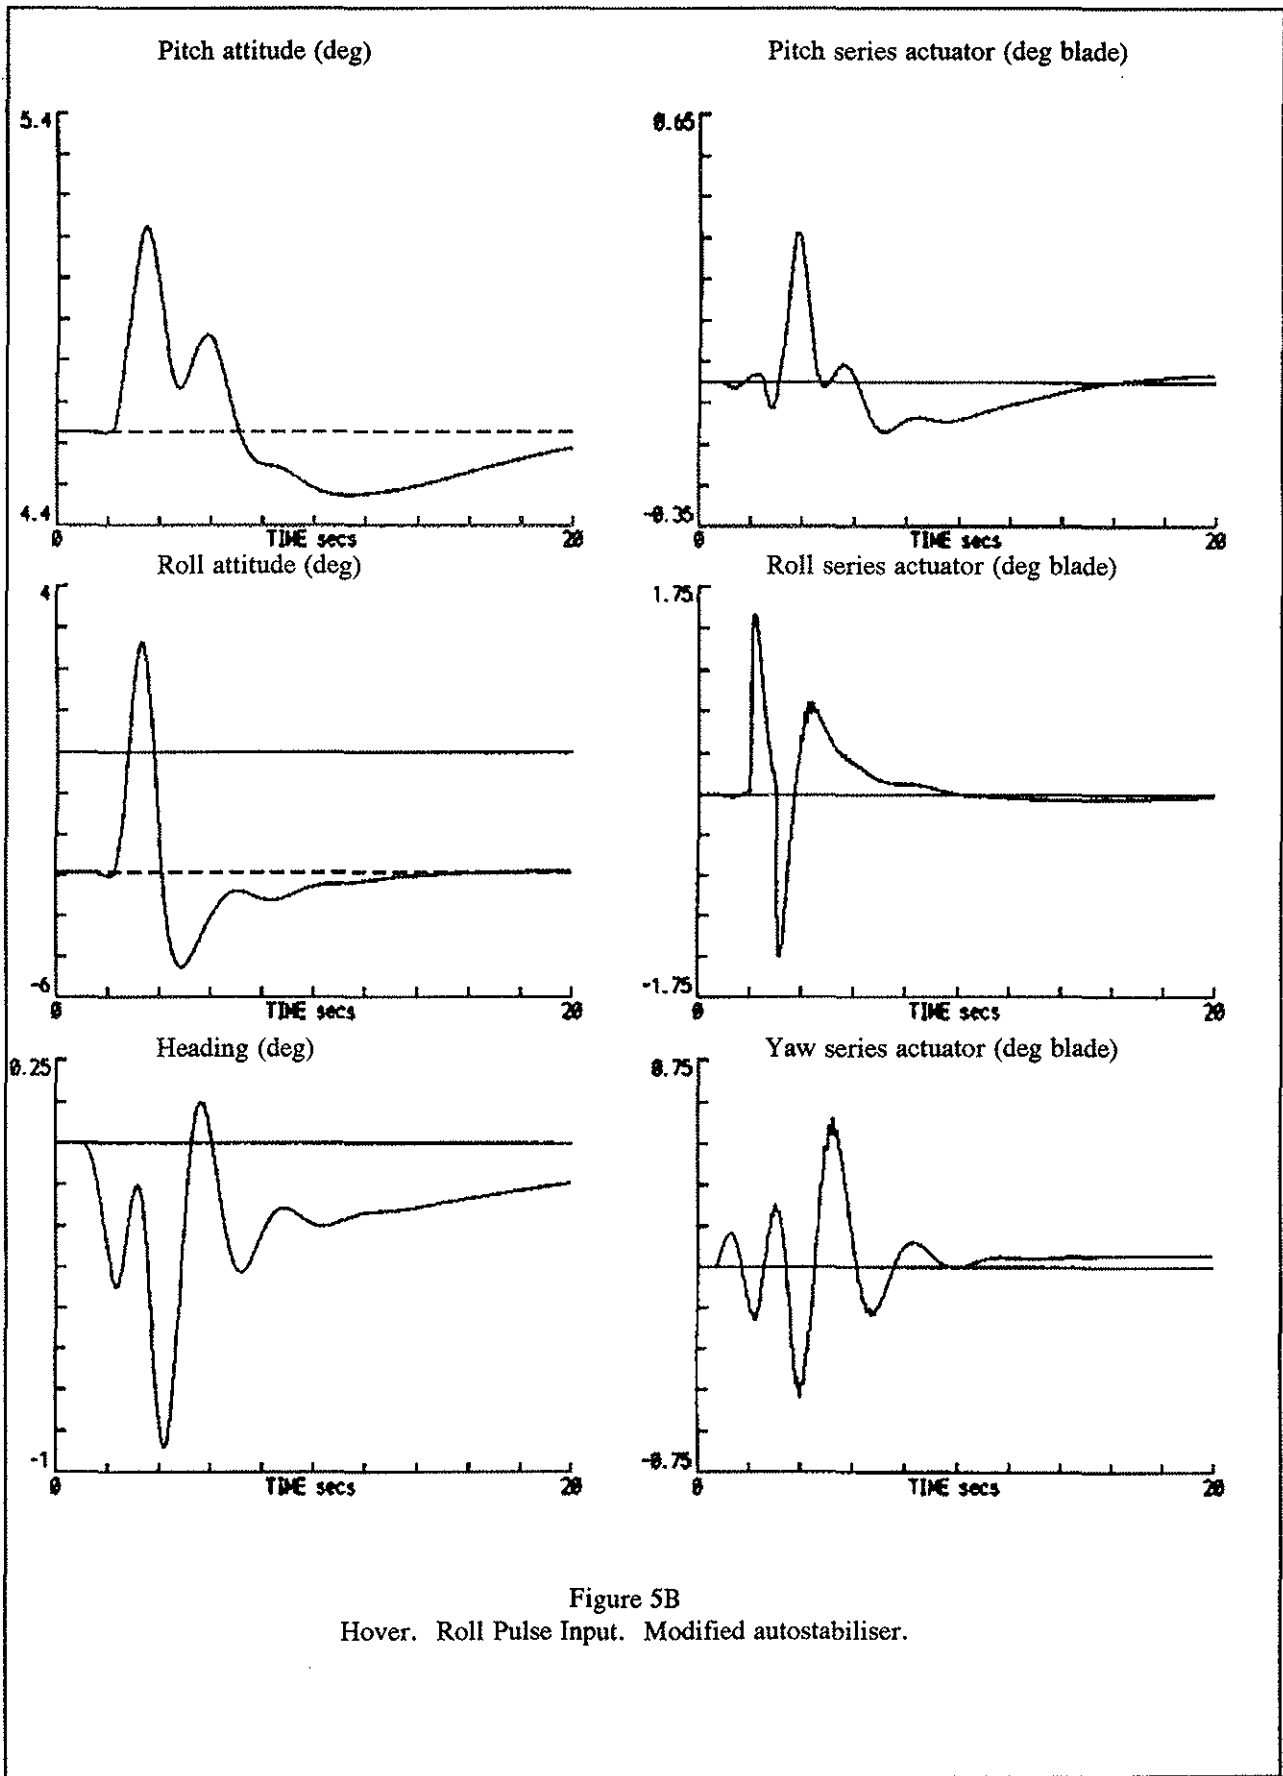 Pitch attitude (deg)
5.4
4.4
0
TIME secs
20
Pitch series actuator (deg blade)
0.65
-0.35
0
TIME secs
20
Roll attitude (deg)
4
-6
0
TIME secs
20
Roll series actuator (deg blade)
1.75
-1.75
0
TIME secs
20
Heading (deg)
0.25
-1
0
TIME secs
20
Yaw series actuator (deg blade)
0.75
-0.75
0
TIME secs
20
Figure 5B
Hover. Roll Pulse Input. Modified autostabiliser.